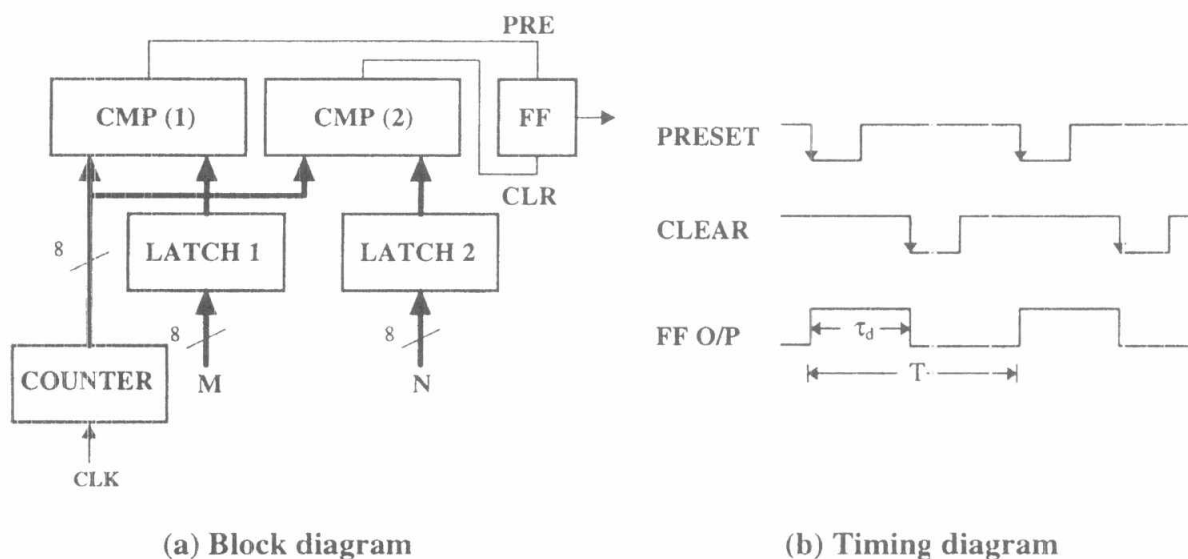 PRE
CMP (1)
CMP (2)
FF
CLR
8
LATCH 1
LATCH 2
8
8
COUNTER
M
N
CLK
(a) Block diagram
PRESET
CLEAR
FF O/P
τd
T
(b) Timing diagram